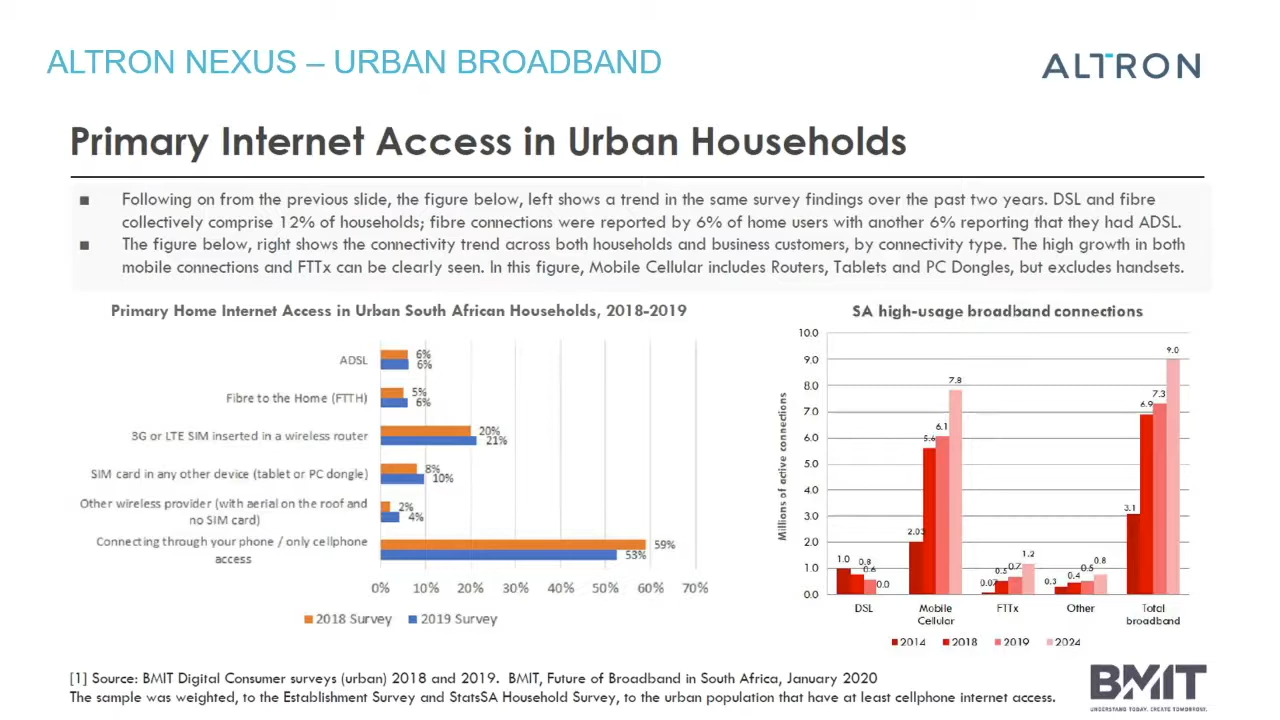 ALTRON NEXUS – URBAN BROADBAND
ALTRON
Primary Internet Access in Urban Households
■ Following on from the previous slide, the figure below, left shows a trend in the same survey findings over the past two years. DSL and fibre
collectively comprise 12% of households; fibre connections were reported by 6% of home users with another 6% reporting that they had ADSL.
■ The figure below, right shows the connectivity trend across both households and business customers, by connectivity type. The high growth in both
mobile connections and FTTx can be clearly seen. In this figure, Mobile Cellular includes Routers, Tablets and PC Dongles, but excludes handsets.
Primary Home Internet Access in Urban South African Households, 2018-2019
ADSL
6%
6%
Fibre to the Home (FTTH)
5%
6%
3G or LTE SIM inserted in a wireless router
20%
21%
SIM card in any other device (tablet or PC dongle)
8%
10%
Other wireless provider (with aerial on the roof and
no SIM card)
2%
4%
Connecting through your phone / only cellphone
access
59%
53%
0% 10% 20% 30% 40% 50% 60% 70%
2018 Survey 2019 Survey
SA high-usage broadband connections
Millions of active connections
10.0
9.0
8.0
7.0
6.0
5.0
4.0
3.0
2.0
1.0
0.0
1.0 0.8 0.6 0.0
2.03 5.6 6.1 7.8
0.07 0.5 0.7 1.2
0.3 0.4 0.5 0.8
3.1 6.9 7.3 9.0
DSL
Mobile
Cellular
FTTx
Other
Total
broadband
2014 2018 2019 2024
[1] Source: BMIT Digital Consumer surveys (urban) 2018 and 2019. BMIT, Future of Broadband in South Africa, January 2020
The sample was weighted, to the Establishment Survey and StatsSA Household Survey, to the urban population that have at least cellphone internet access.
BMIT
UNDERSTAND TODAY. CREATE TOMORROW.